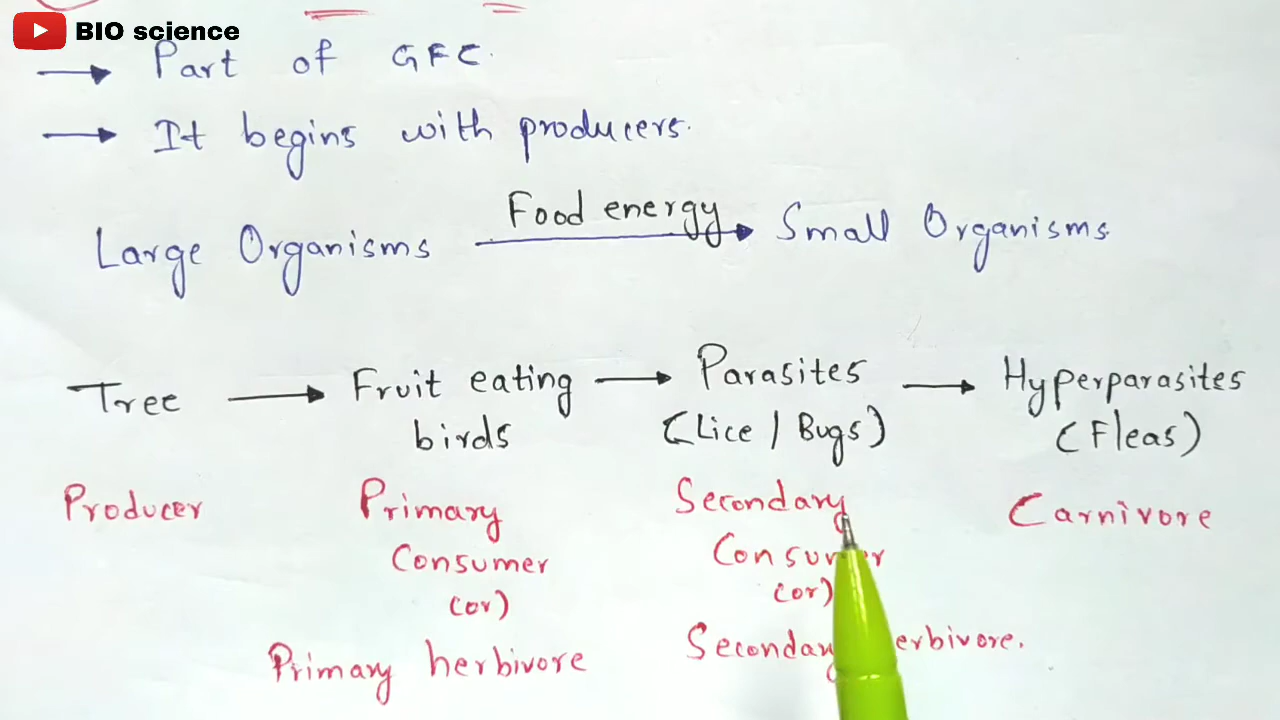 BIO science
→ Part of GFC.
→ It begins with producers.
Food energy
Large Organisms → Small Organisms.
Tree → Fruit eating birds → Parasites (Lice / Bugs) → Hyperparasites (Fleas)
Producer Primary Consumer (or) Primary herbivore Secondary Consumer (or) Secondary herbivore. Carnivore